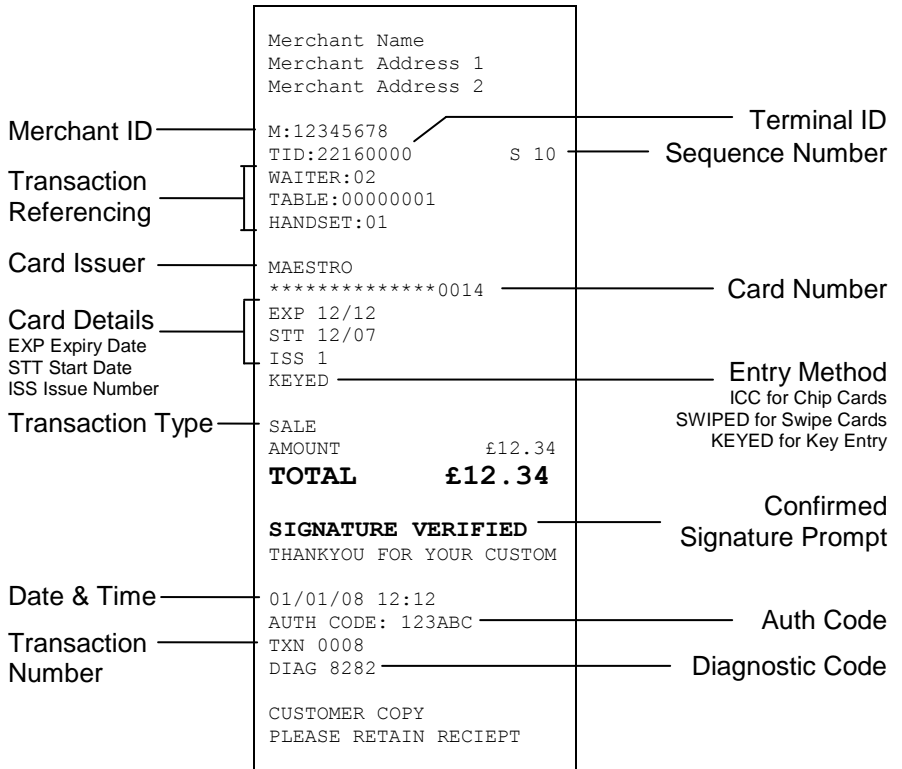 Merchant Name
Merchant Address 1
Merchant Address 2
Merchant ID
M:12345678
Terminal ID
TID:22160000 S 10
Sequence Number
Transaction
Referencing
WAITER:02
TABLE:00000001
HANDSET:01
Card Issuer
MAESTRO
**************0014
Card Number
Card Details
EXP Expiry Date
STT Start Date
ISS Issue Number
EXP 12/12
STT 12/07
ISS 1
KEYED
Entry Method
ICC for Chip Cards
SWIPED for Swipe Cards
KEYED for Key Entry
Transaction Type
SALE
AMOUNT £12.34
TOTAL £12.34
SIGNATURE VERIFIED
Confirmed
Signature Prompt
THANKYOU FOR YOUR CUSTOM
Date & Time
01/01/08 12:12
AUTH CODE: 123ABC
Auth Code
Transaction
Number
TXN 0008
DIAG 8282
Diagnostic Code
CUSTOMER COPY
PLEASE RETAIN RECIEPT